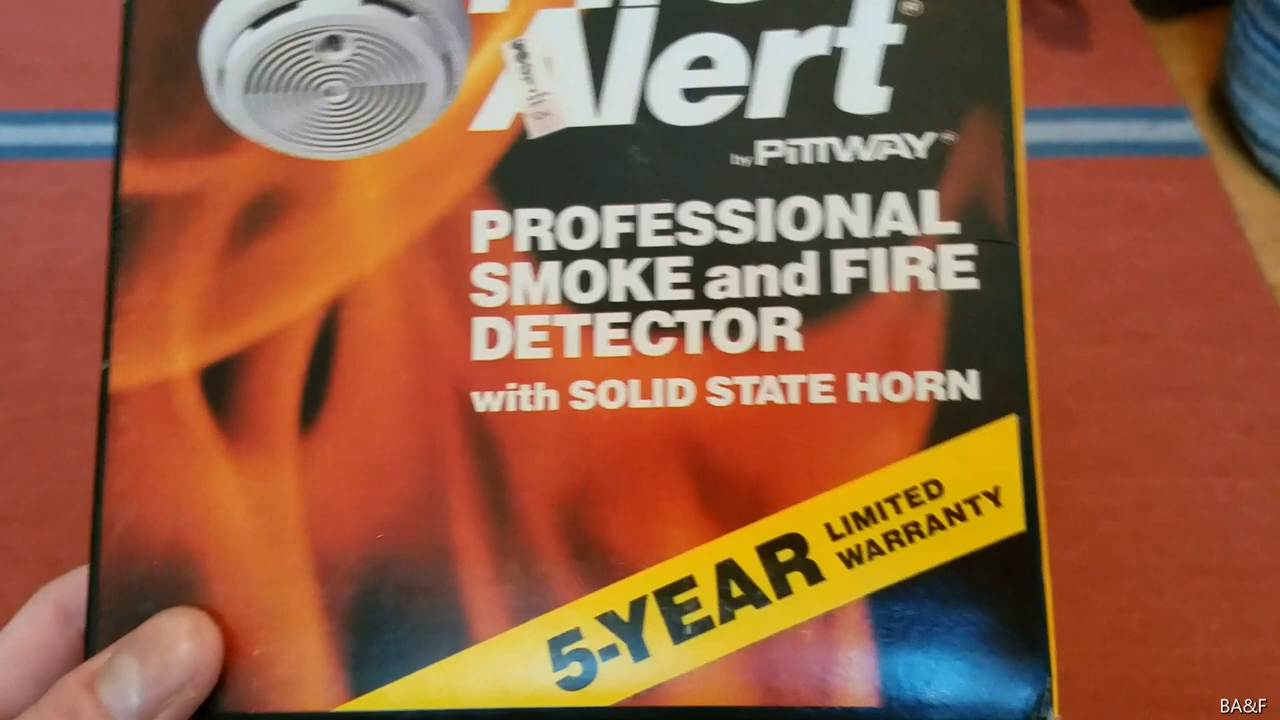 Alert®
by PITTWAY
PROFESSIONAL
SMOKE and FIRE
DETECTOR
with SOLID STATE HORN
5-YEAR
LIMITED
WARRANTY
BA&F